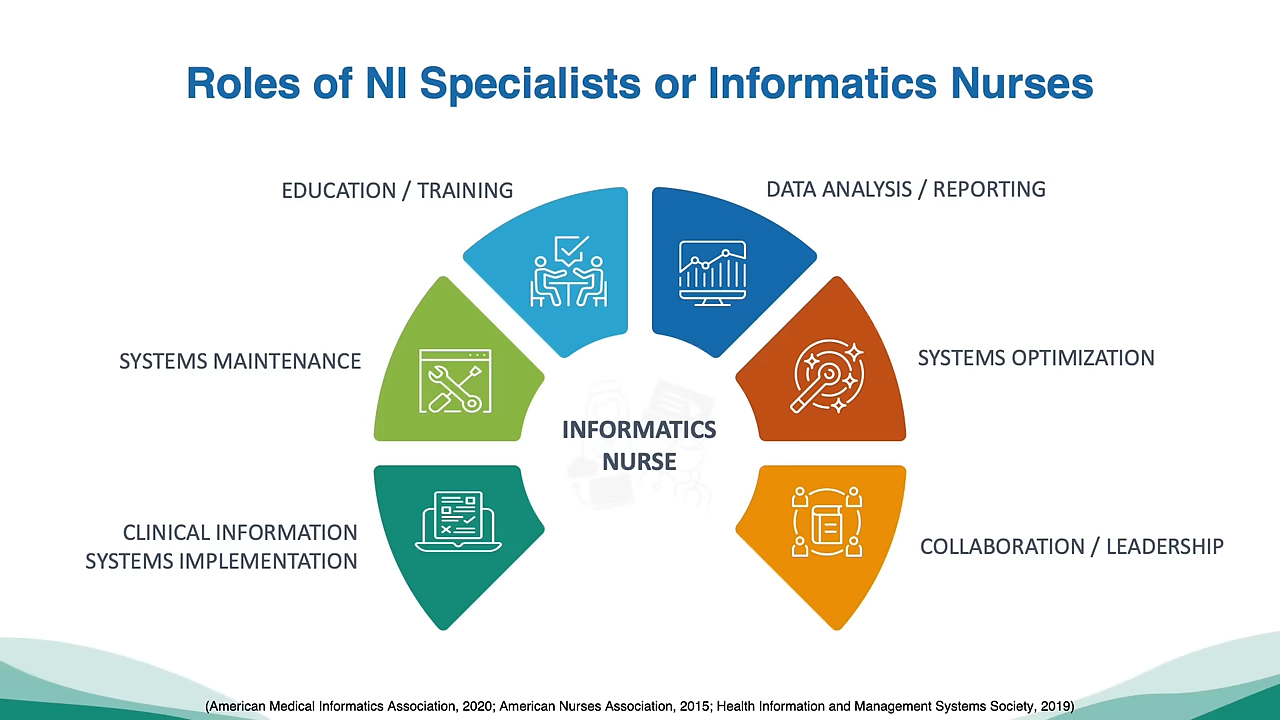 Roles of NI Specialists or Informatics Nurses
EDUCATION / TRAINING
DATA ANALYSIS / REPORTING
SYSTEMS MAINTENANCE
SYSTEMS OPTIMIZATION
INFORMATICS
NURSE
CLINICAL INFORMATION
SYSTEMS IMPLEMENTATION
COLLABORATION / LEADERSHIP
(American Medical Informatics Association, 2020; American Nurses Association, 2015; Health Information and Management Systems Society, 2019)